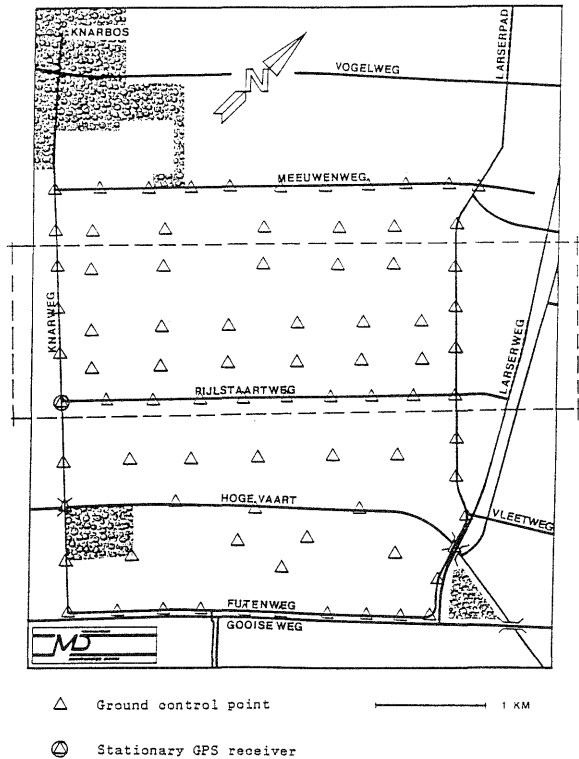 KNARBOS
LARSERPAD
VOGELWEG
N
MEEUWENWEG
KNARWEG
LARSERWEG
RIJLSTAARTWEG
HOGE VAART
VLEETWEG
FUTENWEG
GOOISE WEG
MD
Ground control point
1 KM
Stationary GPS receiver